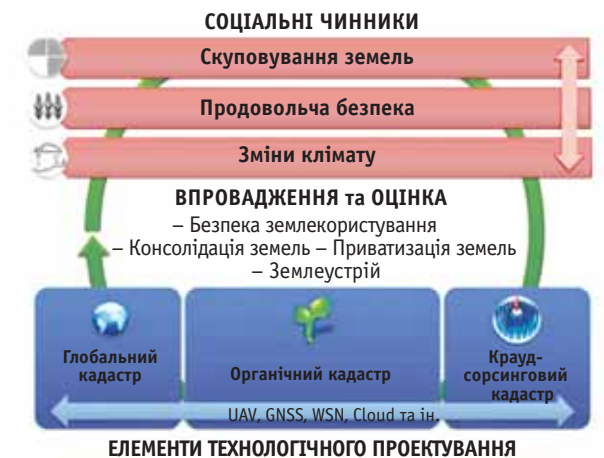 СОЦІАЛЬНІ ЧИННИКИ
Скуповування земель
Продовольча безпека
Зміни клімату
ВПРОВАДЖЕННЯ та ОЦІНКА
– Безпека землекористування
– Консолідація земель – Приватизація земель
– Землеустрій
Глобальний
кадастр
Органічний кадастр
Крауд-
сорсинговий
кадастр
UAV, GNSS, WSN, Cloud та ін.
ЕЛЕМЕНТИ ТЕХНОЛОГІЧНОГО ПРОЕКТУВАННЯ